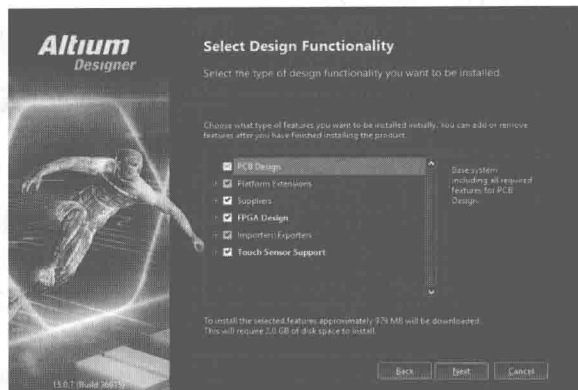 Altium
Designer
Select Design Functionality
Select the type of design functionality you want to be installed.
Choose what type of features you want to be installed initially. You can add or remove
features after you have finished installing the product.
PCB Design
Platform Extensions
Suppliers
FPGA Design
Importers\Exporters
Touch Sensor Support
Base system
including all required
features for PCB
Design.
To install the selected features approximately 979 MB will be downloaded.
This will require 3.0 GB of disk space to install.
Back
Next
Cancel
15.0.7 (Build 36915)